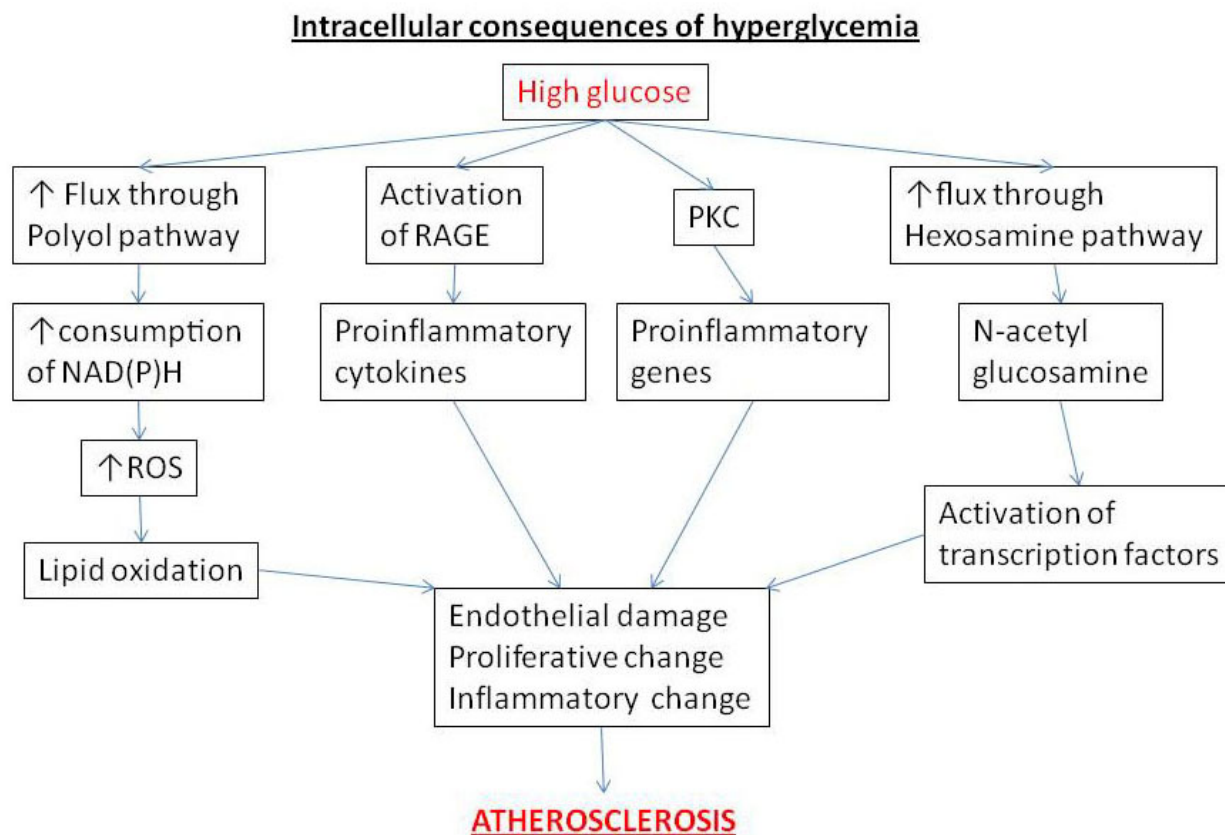 Intracellular consequences of hyperglycemia
High glucose
↑ Flux through
Polyol pathway
Activation
of RAGE
PKC
↑flux through
Hexosamine pathway
↑consumption
of NAD(P)H
Proinflammatory
cytokines
Proinflammatory
genes
N-acetyl
glucosamine
↑ROS
Activation of
transcription factors
Lipid oxidation
Endothelial damage
Proliferative change
Inflammatory change
ATHEROSCLEROSIS